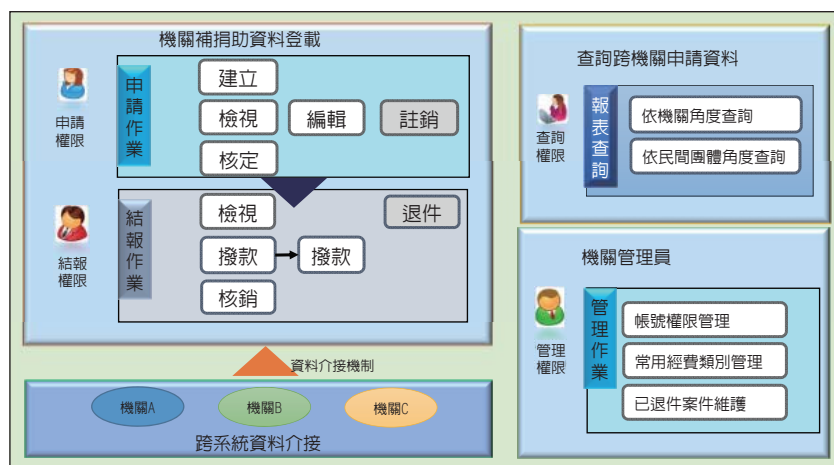 機關補捐助資料登載
申請權限
申請作業
建立
檢視
編輯
註銷
核定
結報權限
結報作業
檢視
退件
撥款
撥款
核銷
資料介接機制
機關A
機關B
機關C
跨系統資料介接
查詢跨機關申請資料
查詢權限
報表查詢
依機關角度查詢
依民間團體角度查詢
機關管理員
管理權限
管理作業
帳號權限管理
常用經費類別管理
已退件案件維護